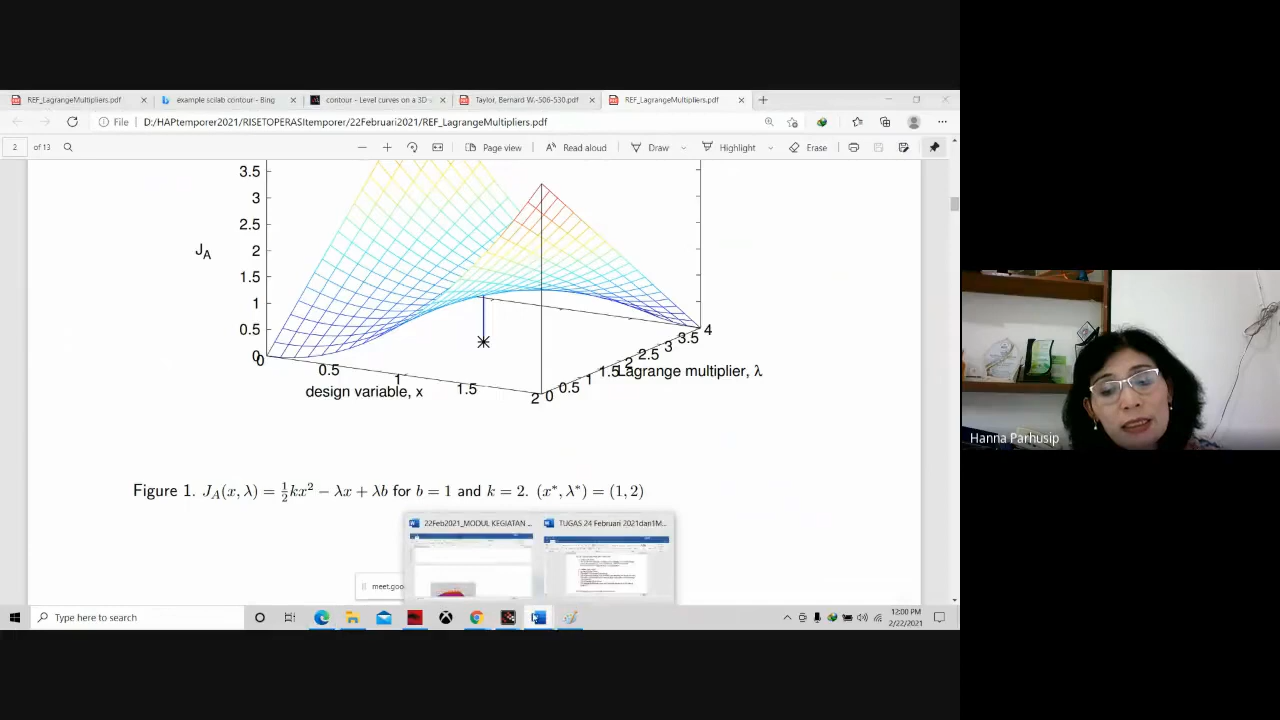 REF_LagrangeMultipliers.pdf
example scilab contour - Bing
contour - Level curves on a 3D
Taylor, Bernard W.-506-530.pdf
REF_LagrangeMultipliers.pdf
File D:/HAPtemporer2021/RISETOPERASItemporer/22Februari2021/REF_LagrangeMultipliers.pdf
2 of 13
Page view
Read aloud
Draw
Highlight
Erase
3.5
3
2.5
2
1.5
1
0.5
0
J_A
0 0.5 1 1.5 2
design variable, x
0 0.5 1 1.5 2 2.5 3 3.5 4
Lagrange multiplier, λ
Figure 1. J_A(x, λ) = ½kx² − λx + λb for b = 1 and k = 2. (x*, λ*) = (1, 2)
22Feb2021_MODUL KEGIATAN ...
TUGAS 24 Februari 2021dari1M...
meet.goo
Type here to search
12:00 PM
2/22/2021
Hanna Parhusip